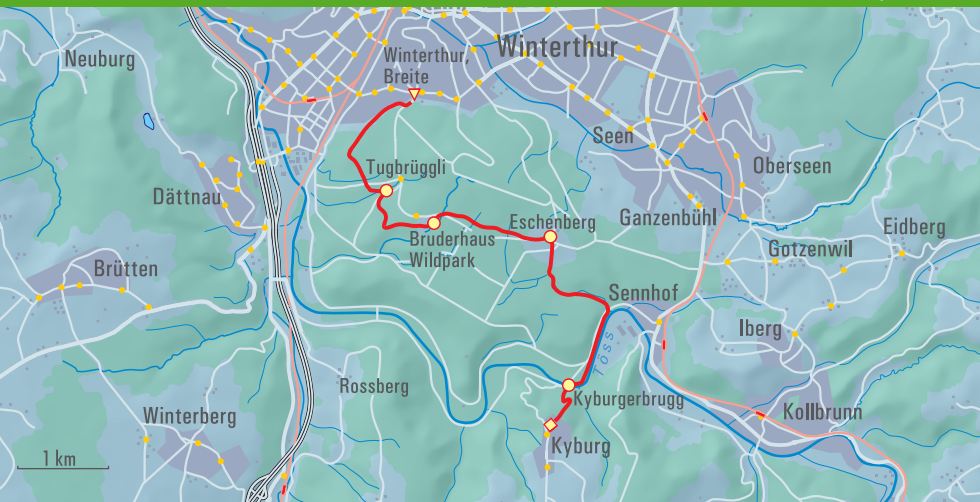 Neuburg
Winterthur,
Breite
Winterthur
Seen
Oberseen
Tugbrüggli
Dättnau
Eschenberg
Ganzenbühl
Eidberg
Gotzenwil
Bruderhaus
Wildpark
Brütten
Sennhof
Iberg
Töss
Rossberg
Kyburgerbrugg
Winterberg
Kollbrunn
Kyburg
1 km